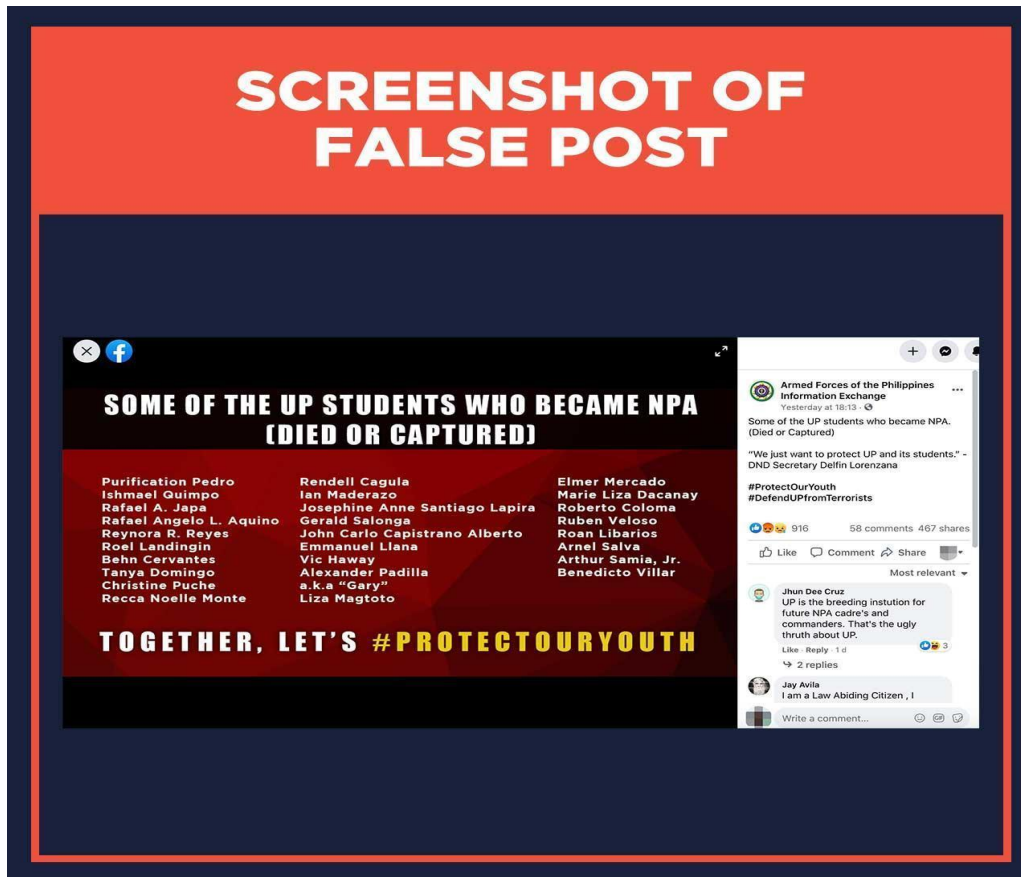 SCREENSHOT OF
FALSE POST
SOME OF THE UP STUDENTS WHO BECAME NPA
(DIED OR CAPTURED)
Purification Pedro
Ishmael Quimpo
Rafael A. Japa
Rafael Angelo L. Aquino
Reynora R. Reyes
Roel Landingin
Behn Cervantes
Tanya Domingo
Christine Puche
Recca Noelle Monte
Rendell Cagula
Ian Maderazo
Josephine Anne Santiago Lapira
Gerald Salonga
John Carlo Capistrano Alberto
Emmanuel Llana
Vic Haway
Alexander Padilla
a.k.a “Gary”
Liza Magtoto
Elmer Mercado
Marie Liza Dacanay
Roberto Coloma
Ruben Veloso
Roan Libarios
Arnel Salva
Arthur Samia, Jr.
Benedicto Villar
TOGETHER, LET'S #PROTECTOURYOUTH
Armed Forces of the Philippines
Information Exchange
Yesterday at 18:13 ·
Some of the UP students who became NPA.
(Died or Captured)
“We just want to protect UP and its students.” -
DND Secretary Delfin Lorenzana
#ProtectOurYouth
#DefendUPfromTerrorists
916 58 comments 467 shares
Like Comment Share
Most relevant
Jhun Dee Cruz
UP is the breeding instution for
future NPA cadre's and
commanders. That's the ugly
thruth about UP.
Like · Reply · 1 d 3
2 replies
Jay Avila
I am a Law Abiding Citizen , I
Write a comment...
GIF